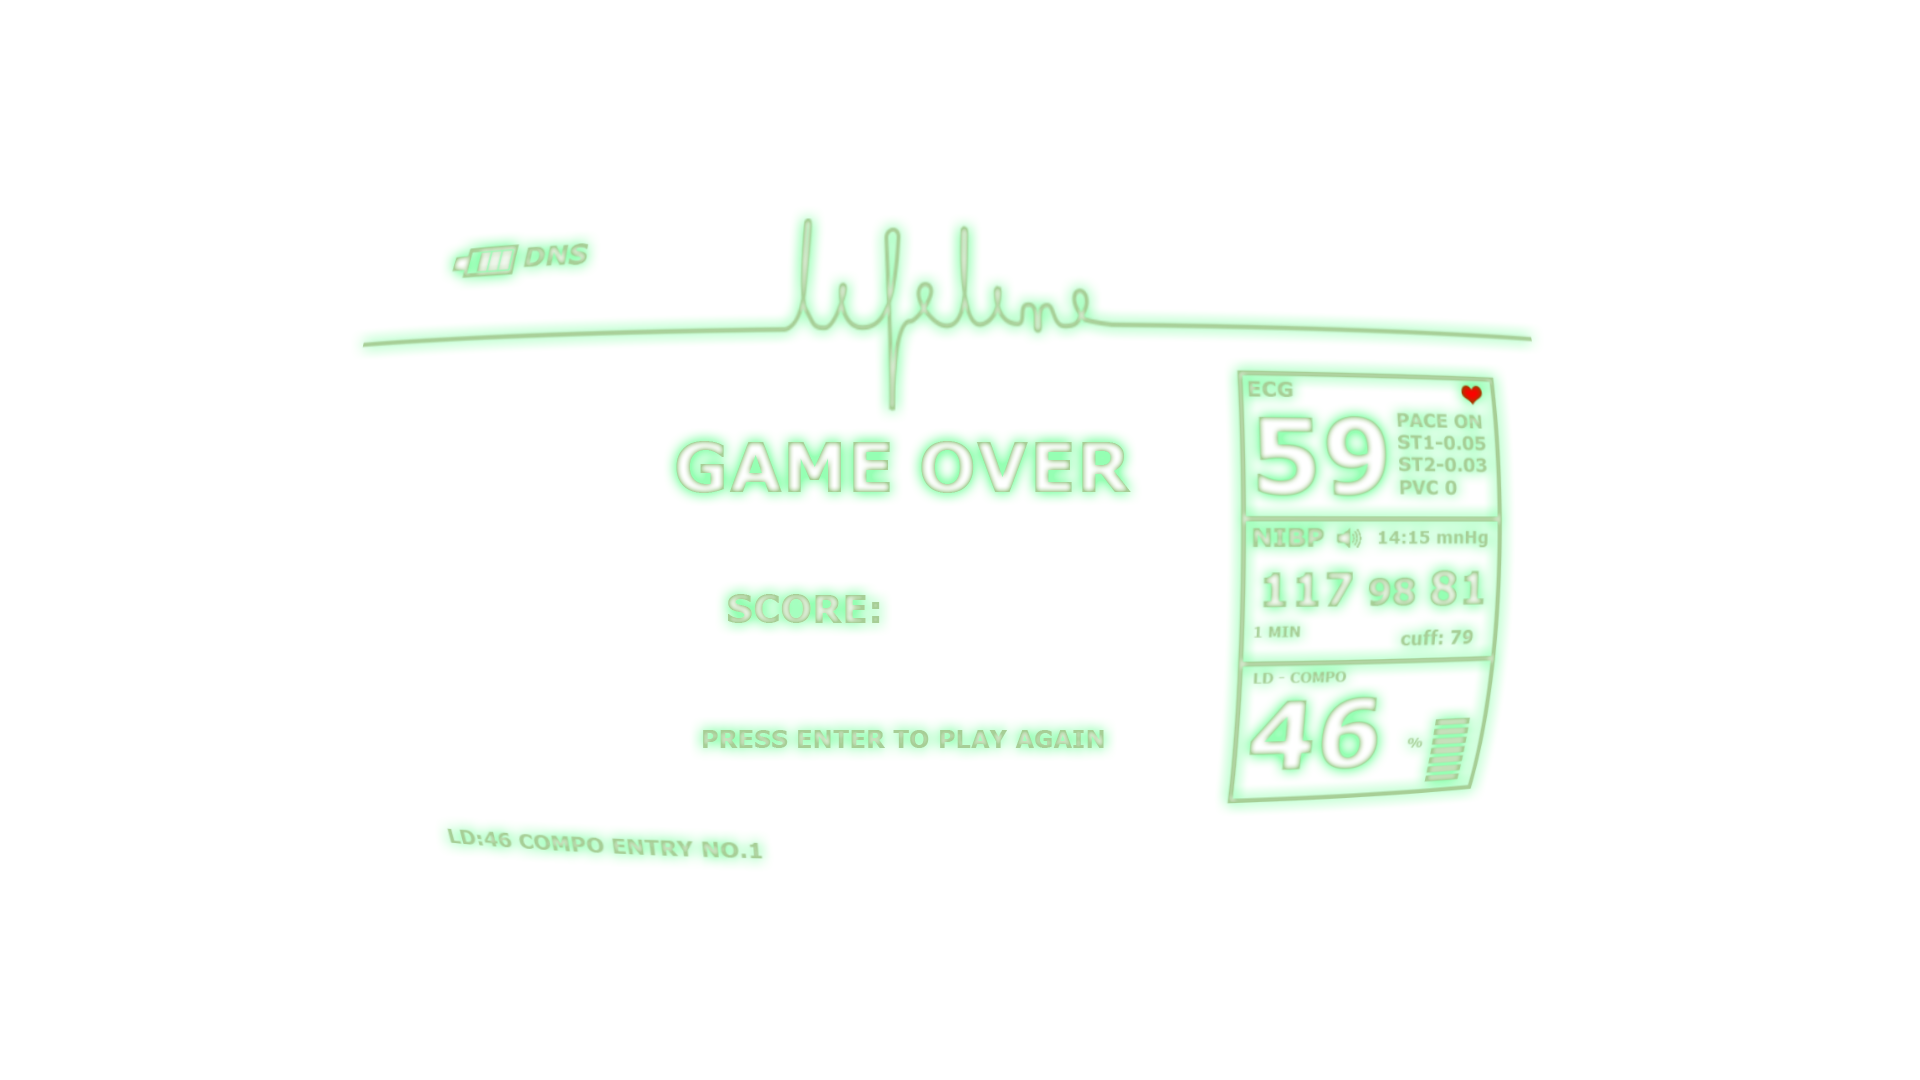 DNS
lifeline
GAME OVER
SCORE:
PRESS ENTER TO PLAY AGAIN
LD:46 COMPO ENTRY NO.1
ECG
59
PACE ON
ST1-0.05
ST2-0.03
PVC 0
NIBP 14:15 mnHg
117 98 81
1 MIN cuff: 79
LD - COMPO
46 %